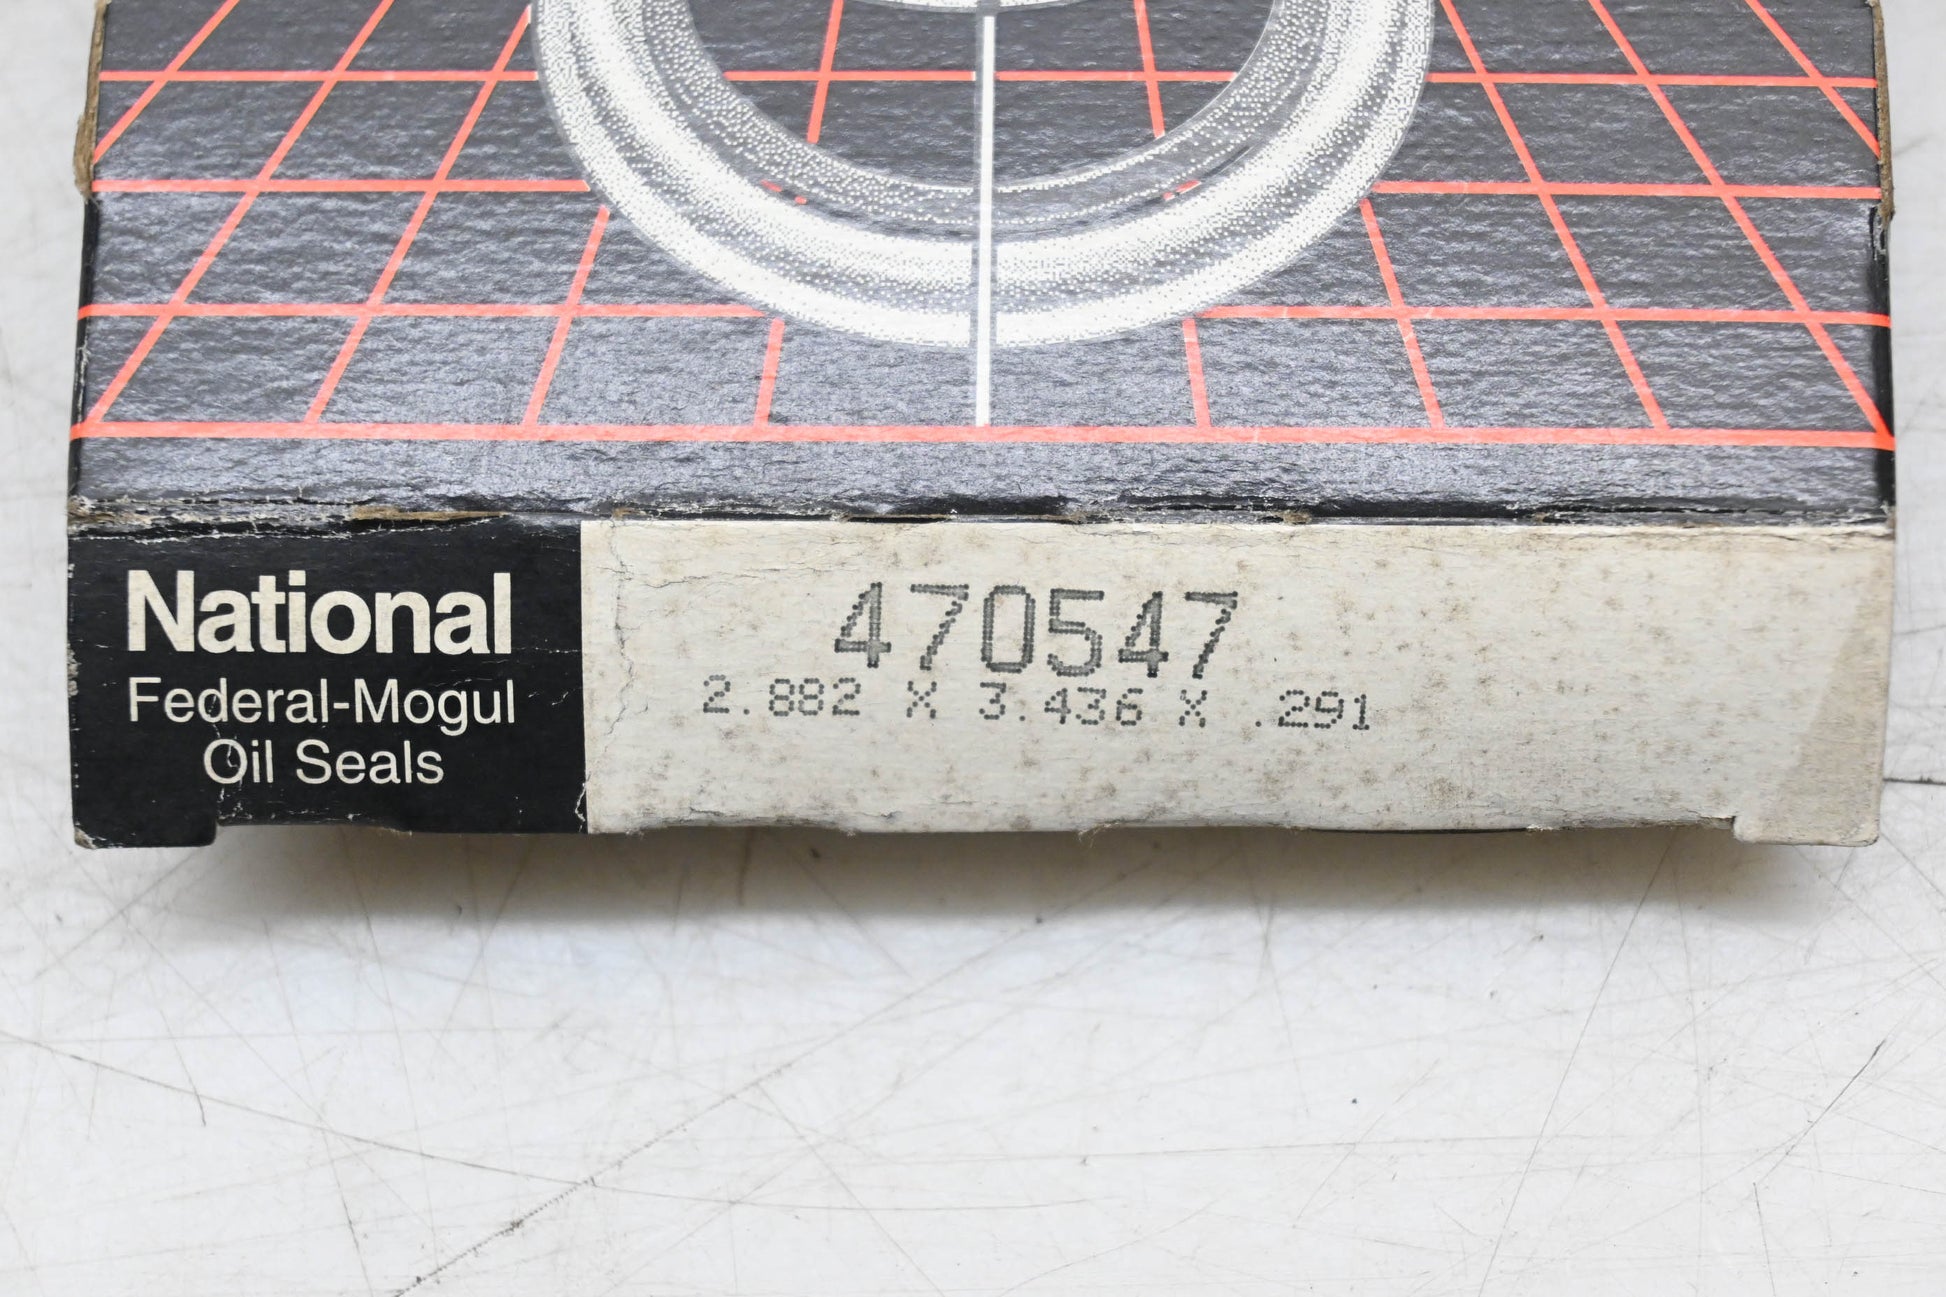 National
Federal-Mogul
Oil Seals
470547
2.882 X 3.436 X .291